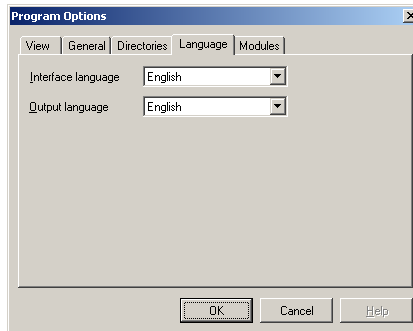 Program Options
View General Directories Language Modules
Interface language English
Output language English
OK Cancel Help